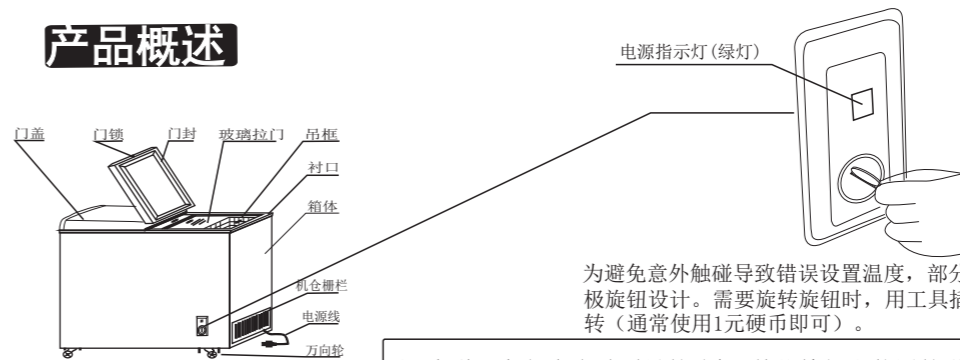 产品概述
电源指示灯(绿灯)
门盖
门锁
门封
玻璃拉门
吊框
衬口
箱体
机仓栅栏
电源线
万向轮
为避免意外触碰导致错误设置温度，部分
极旋钮设计。需要旋转旋钮时，用工具插
转（通常使用1元硬币即可）。